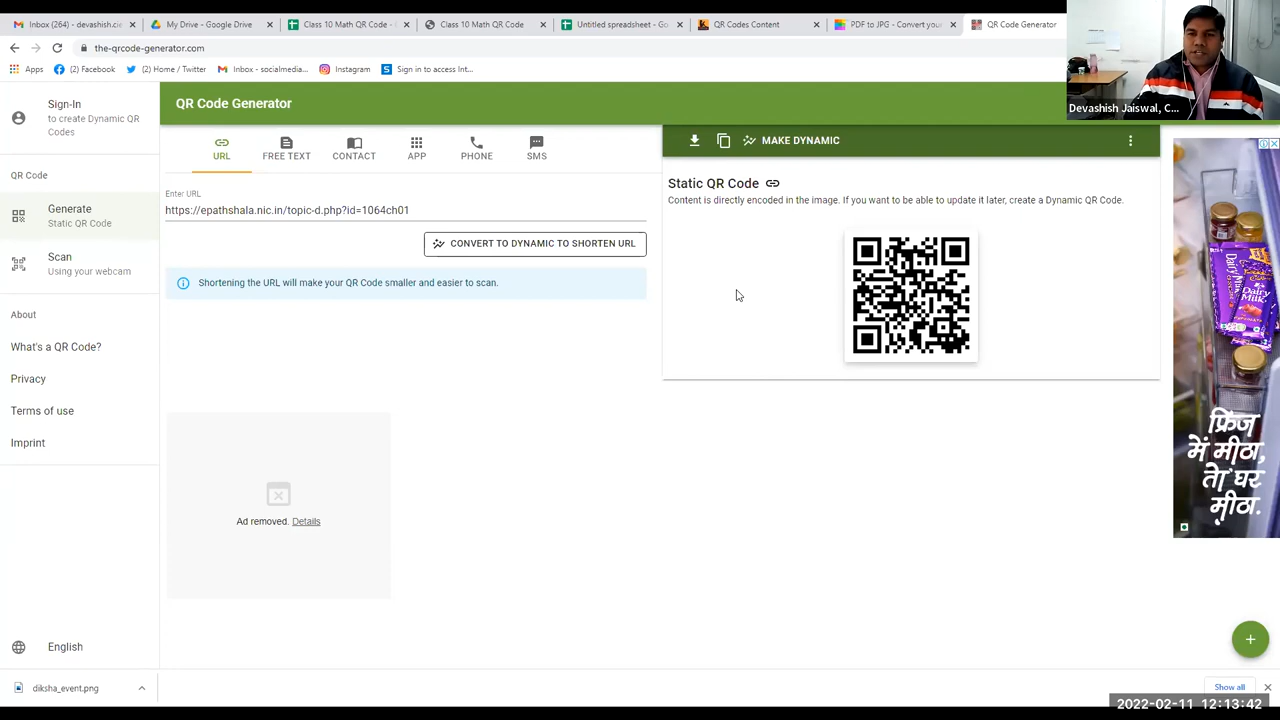 Inbox (264) - devashish.cie
My Drive - Google Drive
Class 10 Math QR Code -
Class 10 Math QR Code
Untitled spreadsheet - Go
QR Codes Content
PDF to JPG – Convert your
QR Code Generator
the-qrcode-generator.com
Apps
(2) Facebook
(2) Home / Twitter
Inbox - socialmedia...
Instagram
Sign in to access Int...
Devashish Jaiswal, C...
Sign-In
to create Dynamic QR
Codes
QR Code
Generate
Static QR Code
Scan
Using your webcam
About
What's a QR Code?
Privacy
Terms of use
Imprint
English
QR Code Generator
URL
FREE TEXT
CONTACT
APP
PHONE
SMS
Enter URL
https://epathshala.nic.in/topic-d.php?id=1064ch01
CONVERT TO DYNAMIC TO SHORTEN URL
Shortening the URL will make your QR Code smaller and easier to scan.
Ad removed. Details
MAKE DYNAMIC
Static QR Code
Content is directly encoded in the image. If you want to be able to update it later, create a Dynamic QR Code.
Dairy
Milk
फ्रिज
में मीठा,
तो घर
मीठा.
+
diksha_event.png
Show all
2022-02-11 12:13:42